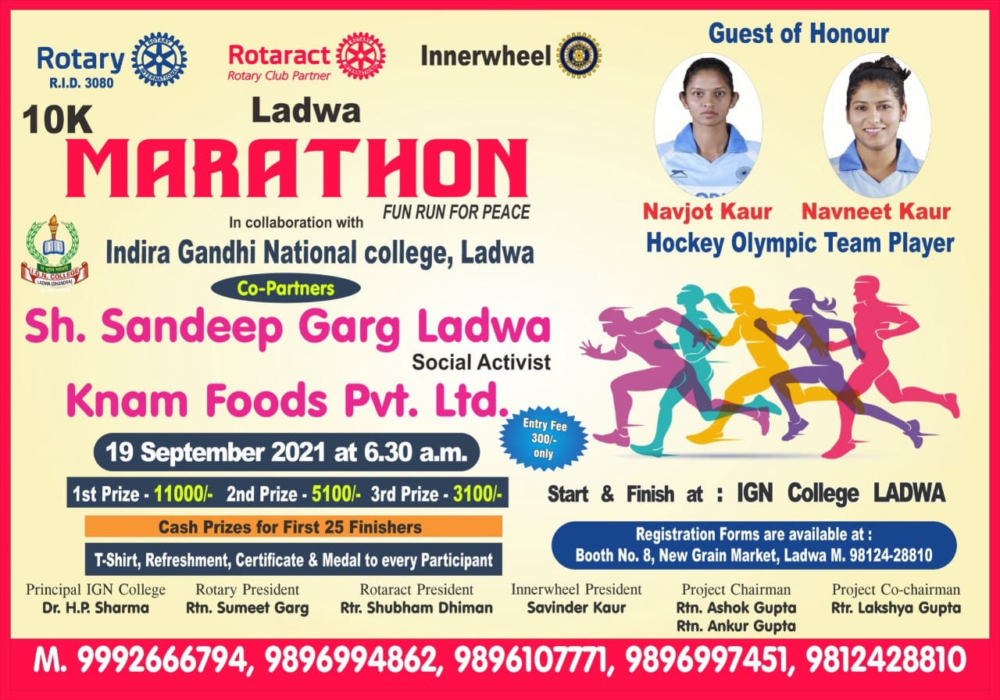 Rotary
R.I.D. 3080
ROTARY
INTERNATIONAL
Rotaract
Rotary Club Partner
ROTARY
INTERNATIONAL
Innerwheel
10K
Ladwa
MARATHON
FUN RUN FOR PEACE
In collaboration with
Indira Gandhi National college, Ladwa
I.G.N. COLLEGE
LADWA (DHANORA)
Co-Partners
Sh. Sandeep Garg Ladwa
Social Activist
Knam Foods Pvt. Ltd.
19 September 2021 at 6.30 a.m.
Entry Fee
300/-
only
1st Prize - 11000/- 2nd Prize - 5100/- 3rd Prize - 3100/-
Cash Prizes for First 25 Finishers
T-Shirt, Refreshment, Certificate & Medal to every Participant
Guest of Honour
Navjot Kaur Navneet Kaur
Hockey Olympic Team Player
Start & Finish at : IGN College LADWA
Registration Forms are available at :
Booth No. 8, New Grain Market, Ladwa M. 98124-28810
Principal IGN College
Dr. H.P. Sharma
Rotary President
Rtn. Sumeet Garg
Rotaract President
Rtr. Shubham Dhiman
Innerwheel President
Savinder Kaur
Project Chairman
Rtn. Ashok Gupta
Rtn. Ankur Gupta
Project Co-chairman
Rtr. Lakshya Gupta
M. 9992666794, 9896994862, 9896107771, 9896997451, 9812428810